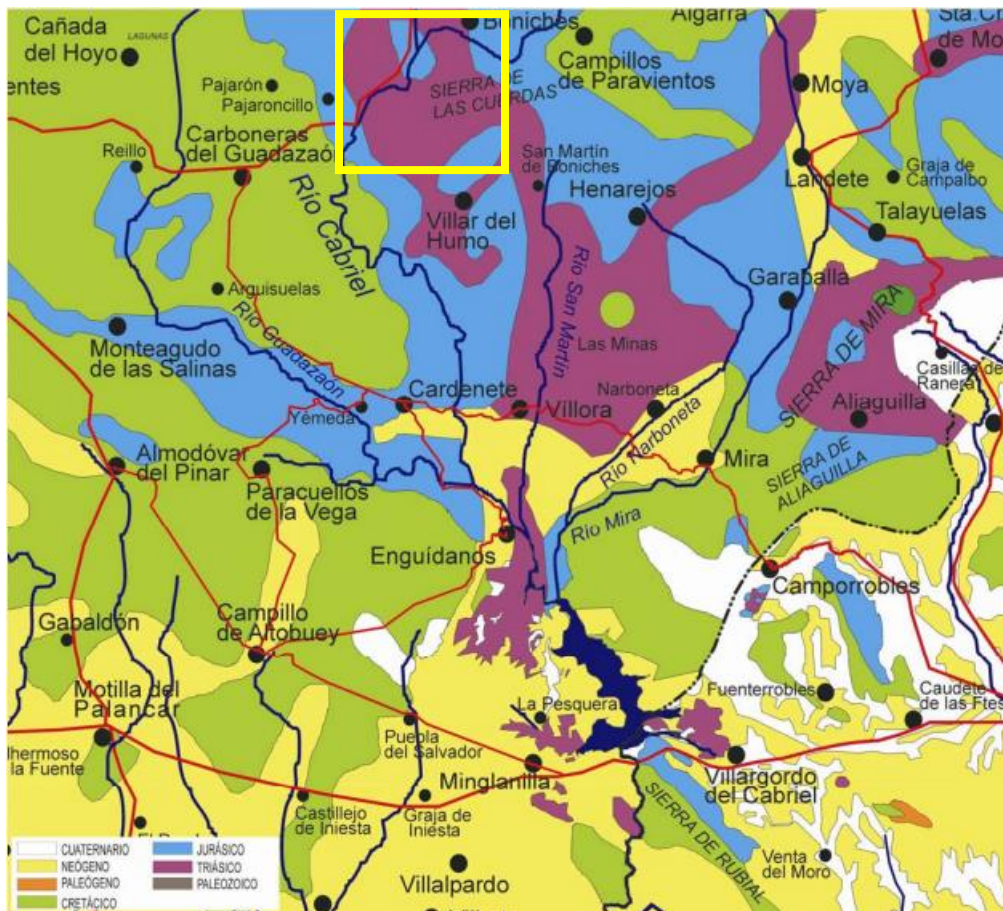 Cañada
del Hoyo
LAGUNAS
entes
Boniches
Algarra
Sta.Cr
de Mo
Pajarón
Pajaroncillo
SIERRA DE
LAS CUERDAS
Campillos
de Paravientos
Moya
Reillo
Carboneras
del Guadazaón
San Martín
de Boniches
Landete
Graja de
Campalbo
Henarejos
Talayuelas
Villar del
Humo
Río Cabriel
Río San Martín
Garaballa
Arguisuelas
Río Guadazaón
Monteagudo
de las Salinas
Las Minas
SIERRA DE MIRA
Casillas de
Ranera
Yémeda
Cardenete
Víllora
Narboneta
Río Narboneta
Aliaguilla
Almodóvar
del Pinar
Paracuellos
de la Vega
Mira
SIERRA DE
ALIAGUILLA
Río Mira
Enguídanos
Camporrobles
Gabaldón
Campillo
de Altobuey
Motilla del
Palancar
La Pesquera
Fuenterrobles
Caudete
de las Ftes
lhermoso
la Fuente
Puebla
del Salvador
Minglanilla
Villargordo
del Cabriel
Castillejo
de Iniesta
Graja de
Iniesta
SIERRA DE RUBIAL
Venta
del Moro
Villalpardo
CUATERNARIO
NEÓGENO
PALEÓGENO
CRETÁCICO
JURÁSICO
TRIÁSICO
PALEOZOICO